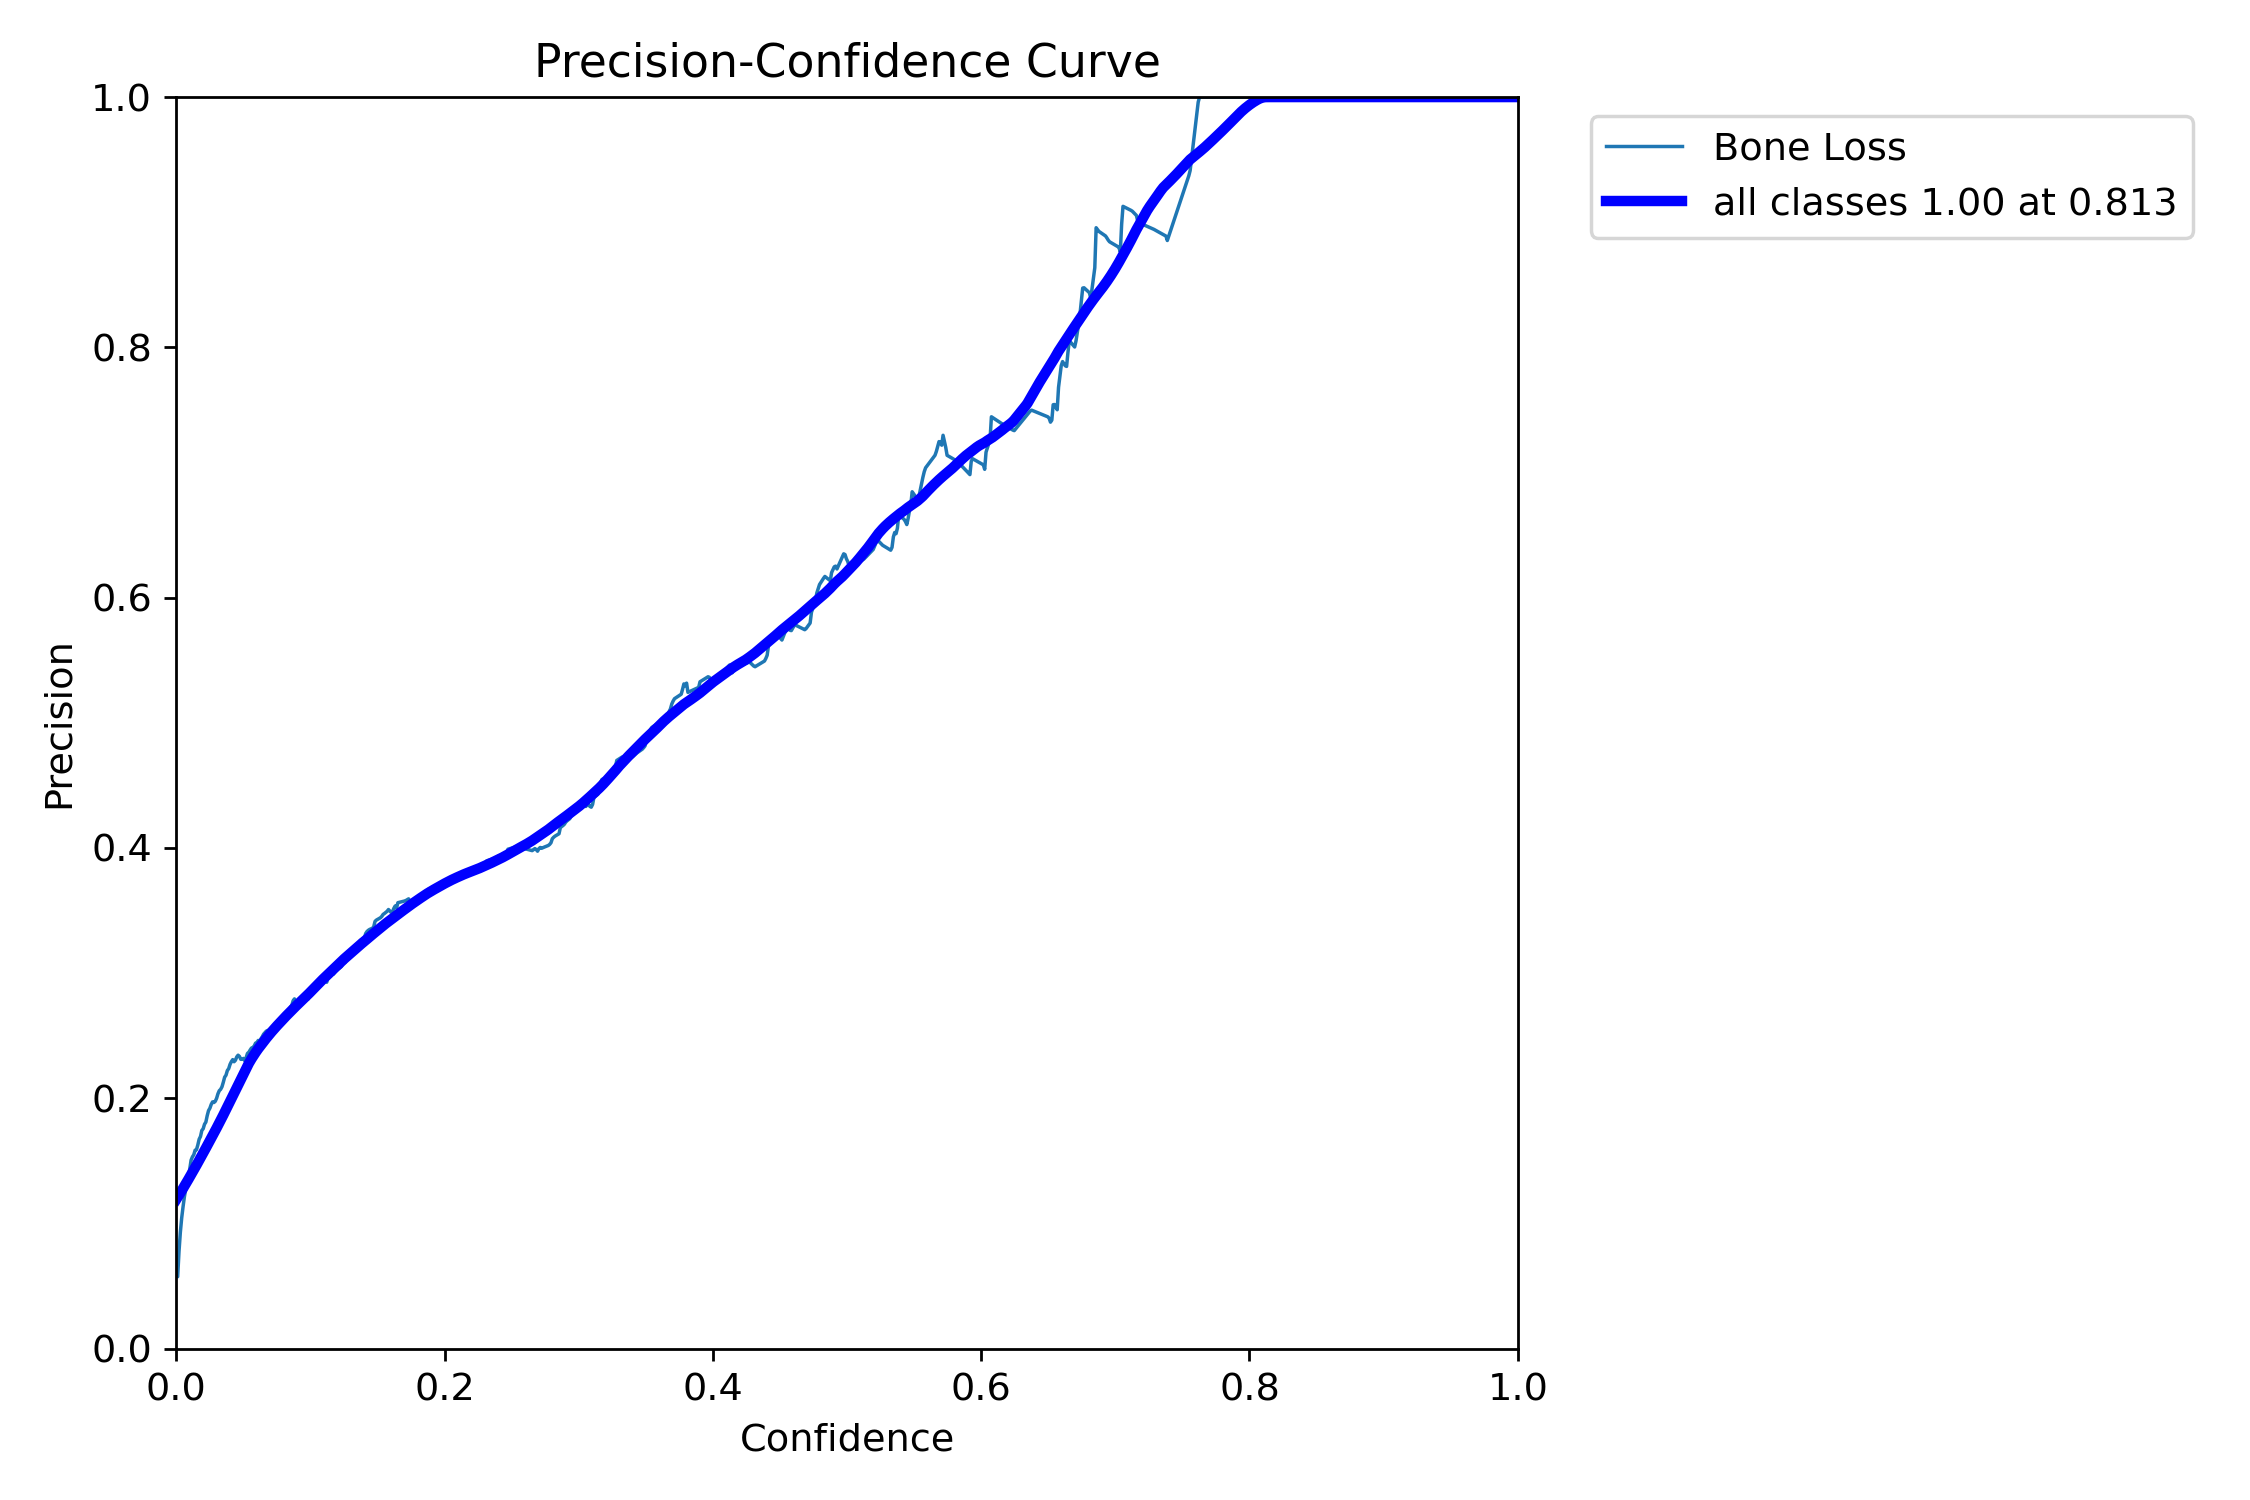 Precision-Confidence Curve
1.0
0.8
0.6
0.4
0.2
0.0
Precision
0.0 0.2 0.4 0.6 0.8 1.0
Confidence
Bone Loss
all classes 1.00 at 0.813